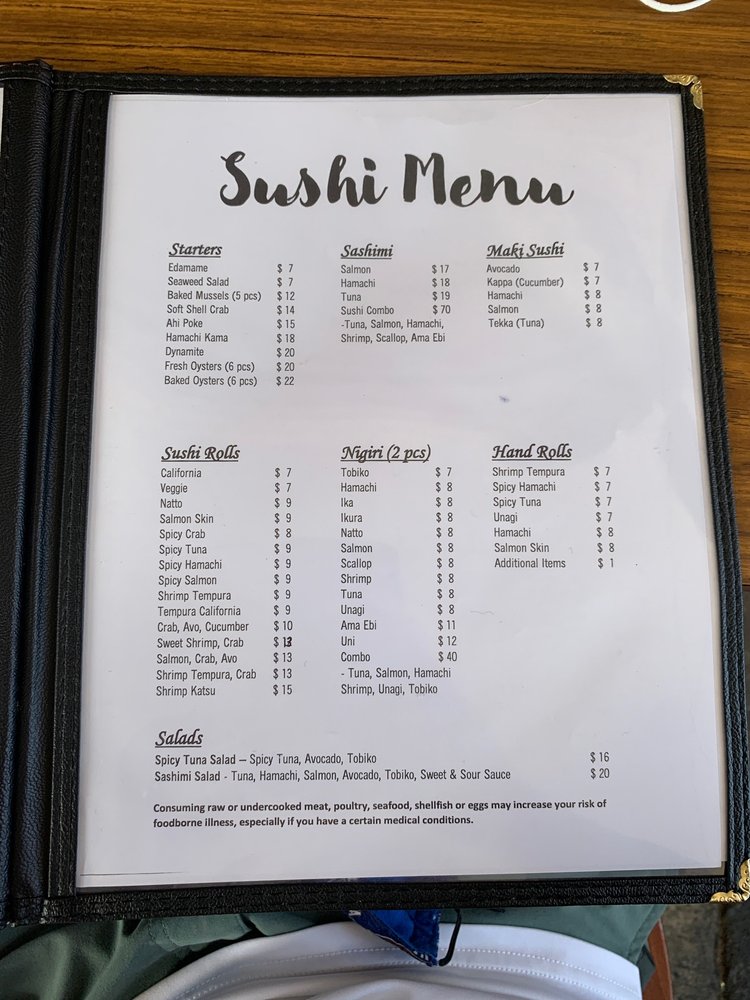 Sushi Menu
Starters
Edamame $ 7
Seaweed Salad $ 7
Baked Mussels (5 pcs) $ 12
Soft Shell Crab $ 14
Ahi Poke $ 15
Hamachi Kama $ 18
Dynamite $ 20
Fresh Oysters (6 pcs) $ 20
Baked Oysters (6 pcs) $ 22
Sashimi
Salmon $ 17
Hamachi $ 18
Tuna $ 19
Sushi Combo $ 70
-Tuna, Salmon, Hamachi,
Shrimp, Scallop, Ama Ebi
Maki Sushi
Avocado $ 7
Kappa (Cucumber) $ 7
Hamachi $ 8
Salmon $ 8
Tekka (Tuna) $ 8
Sushi Rolls
California $ 7
Veggie $ 7
Natto $ 9
Salmon Skin $ 9
Spicy Crab $ 8
Spicy Tuna $ 9
Spicy Hamachi $ 9
Spicy Salmon $ 9
Shrimp Tempura $ 9
Tempura California $ 9
Crab, Avo, Cucumber $ 10
Sweet Shrimp, Crab $
Salmon, Crab, Avo $ 13
Shrimp Tempura, Crab $ 13
Shrimp Katsu $ 15
Nigiri (2 pcs)
Tobiko $ 7
Hamachi $ 8
Ika $ 8
Ikura $ 8
Natto $ 8
Salmon $ 8
Scallop $ 8
Shrimp $ 8
Tuna $ 8
Unagi $ 8
Ama Ebi $ 11
Uni $ 12
Combo $ 40
- Tuna, Salmon, Hamachi
Shrimp, Unagi, Tobiko
Hand Rolls
Shrimp Tempura $ 7
Spicy Hamachi $ 7
Spicy Tuna $ 7
Unagi $ 7
Hamachi $ 8
Salmon Skin $ 8
Additional Items $ 1
Salads
Spicy Tuna Salad – Spicy Tuna, Avocado, Tobiko $ 16
Sashimi Salad - Tuna, Hamachi, Salmon, Avocado, Tobiko, Sweet & Sour Sauce $ 20
Consuming raw or undercooked meat, poultry, seafood, shellfish or eggs may increase your risk of
foodborne illness, especially if you have a certain medical conditions.